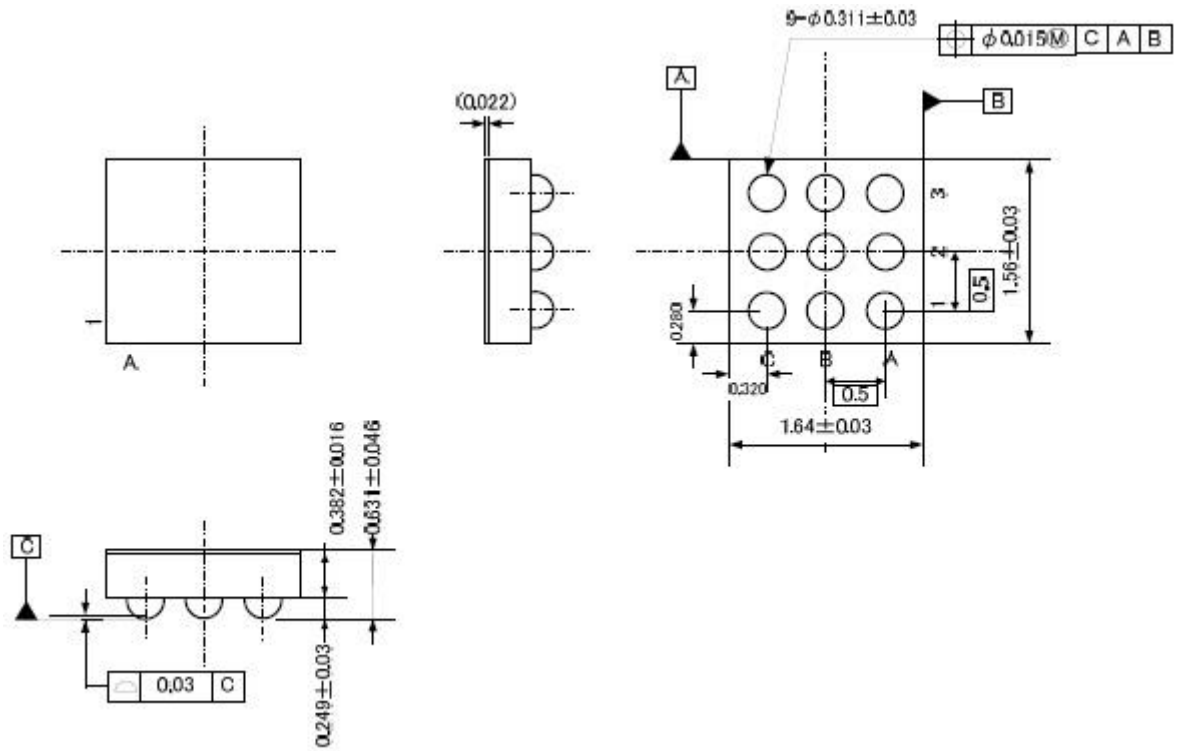 9-φ0.311±0.03
φ0.015Ⓜ C A B
A
B
(0.022)
3
2
1
1.56±0.03
0.5
0.280
C B A
0.320
0.5
1.64±0.03
1
A
0.382±0.016
0.631±0.046
C
0.03 C
0.249±0.03